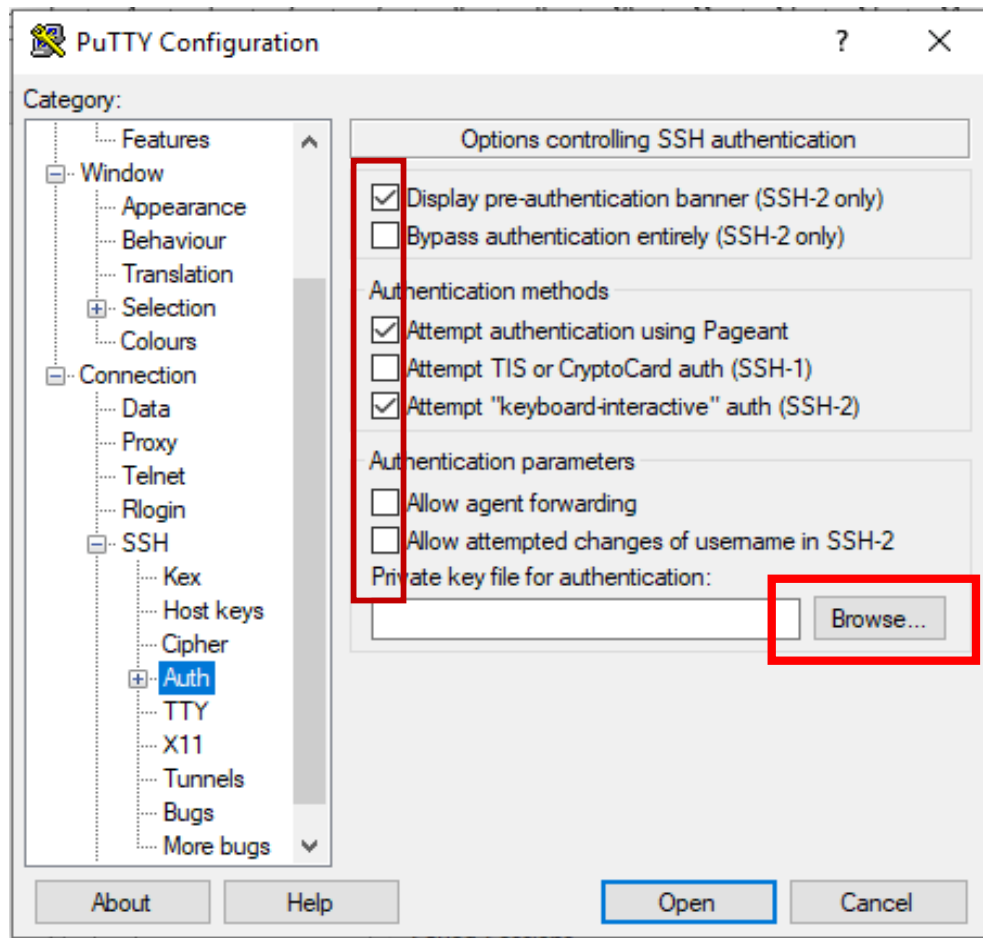 PuTTY Configuration
?
Category:
Features
Window
Appearance
Behaviour
Translation
Selection
Colours
Connection
Data
Proxy
Telnet
Rlogin
SSH
Kex
Host keys
Cipher
Auth
TTY
X11
Tunnels
Bugs
More bugs
Options controlling SSH authentication
Display pre-authentication banner (SSH-2 only)
Bypass authentication entirely (SSH-2 only)
Authentication methods
Attempt authentication using Pageant
Attempt TIS or CryptoCard auth (SSH-1)
Attempt "keyboard-interactive" auth (SSH-2)
Authentication parameters
Allow agent forwarding
Allow attempted changes of username in SSH-2
Private key file for authentication:
Browse...
About
Help
Open
Cancel